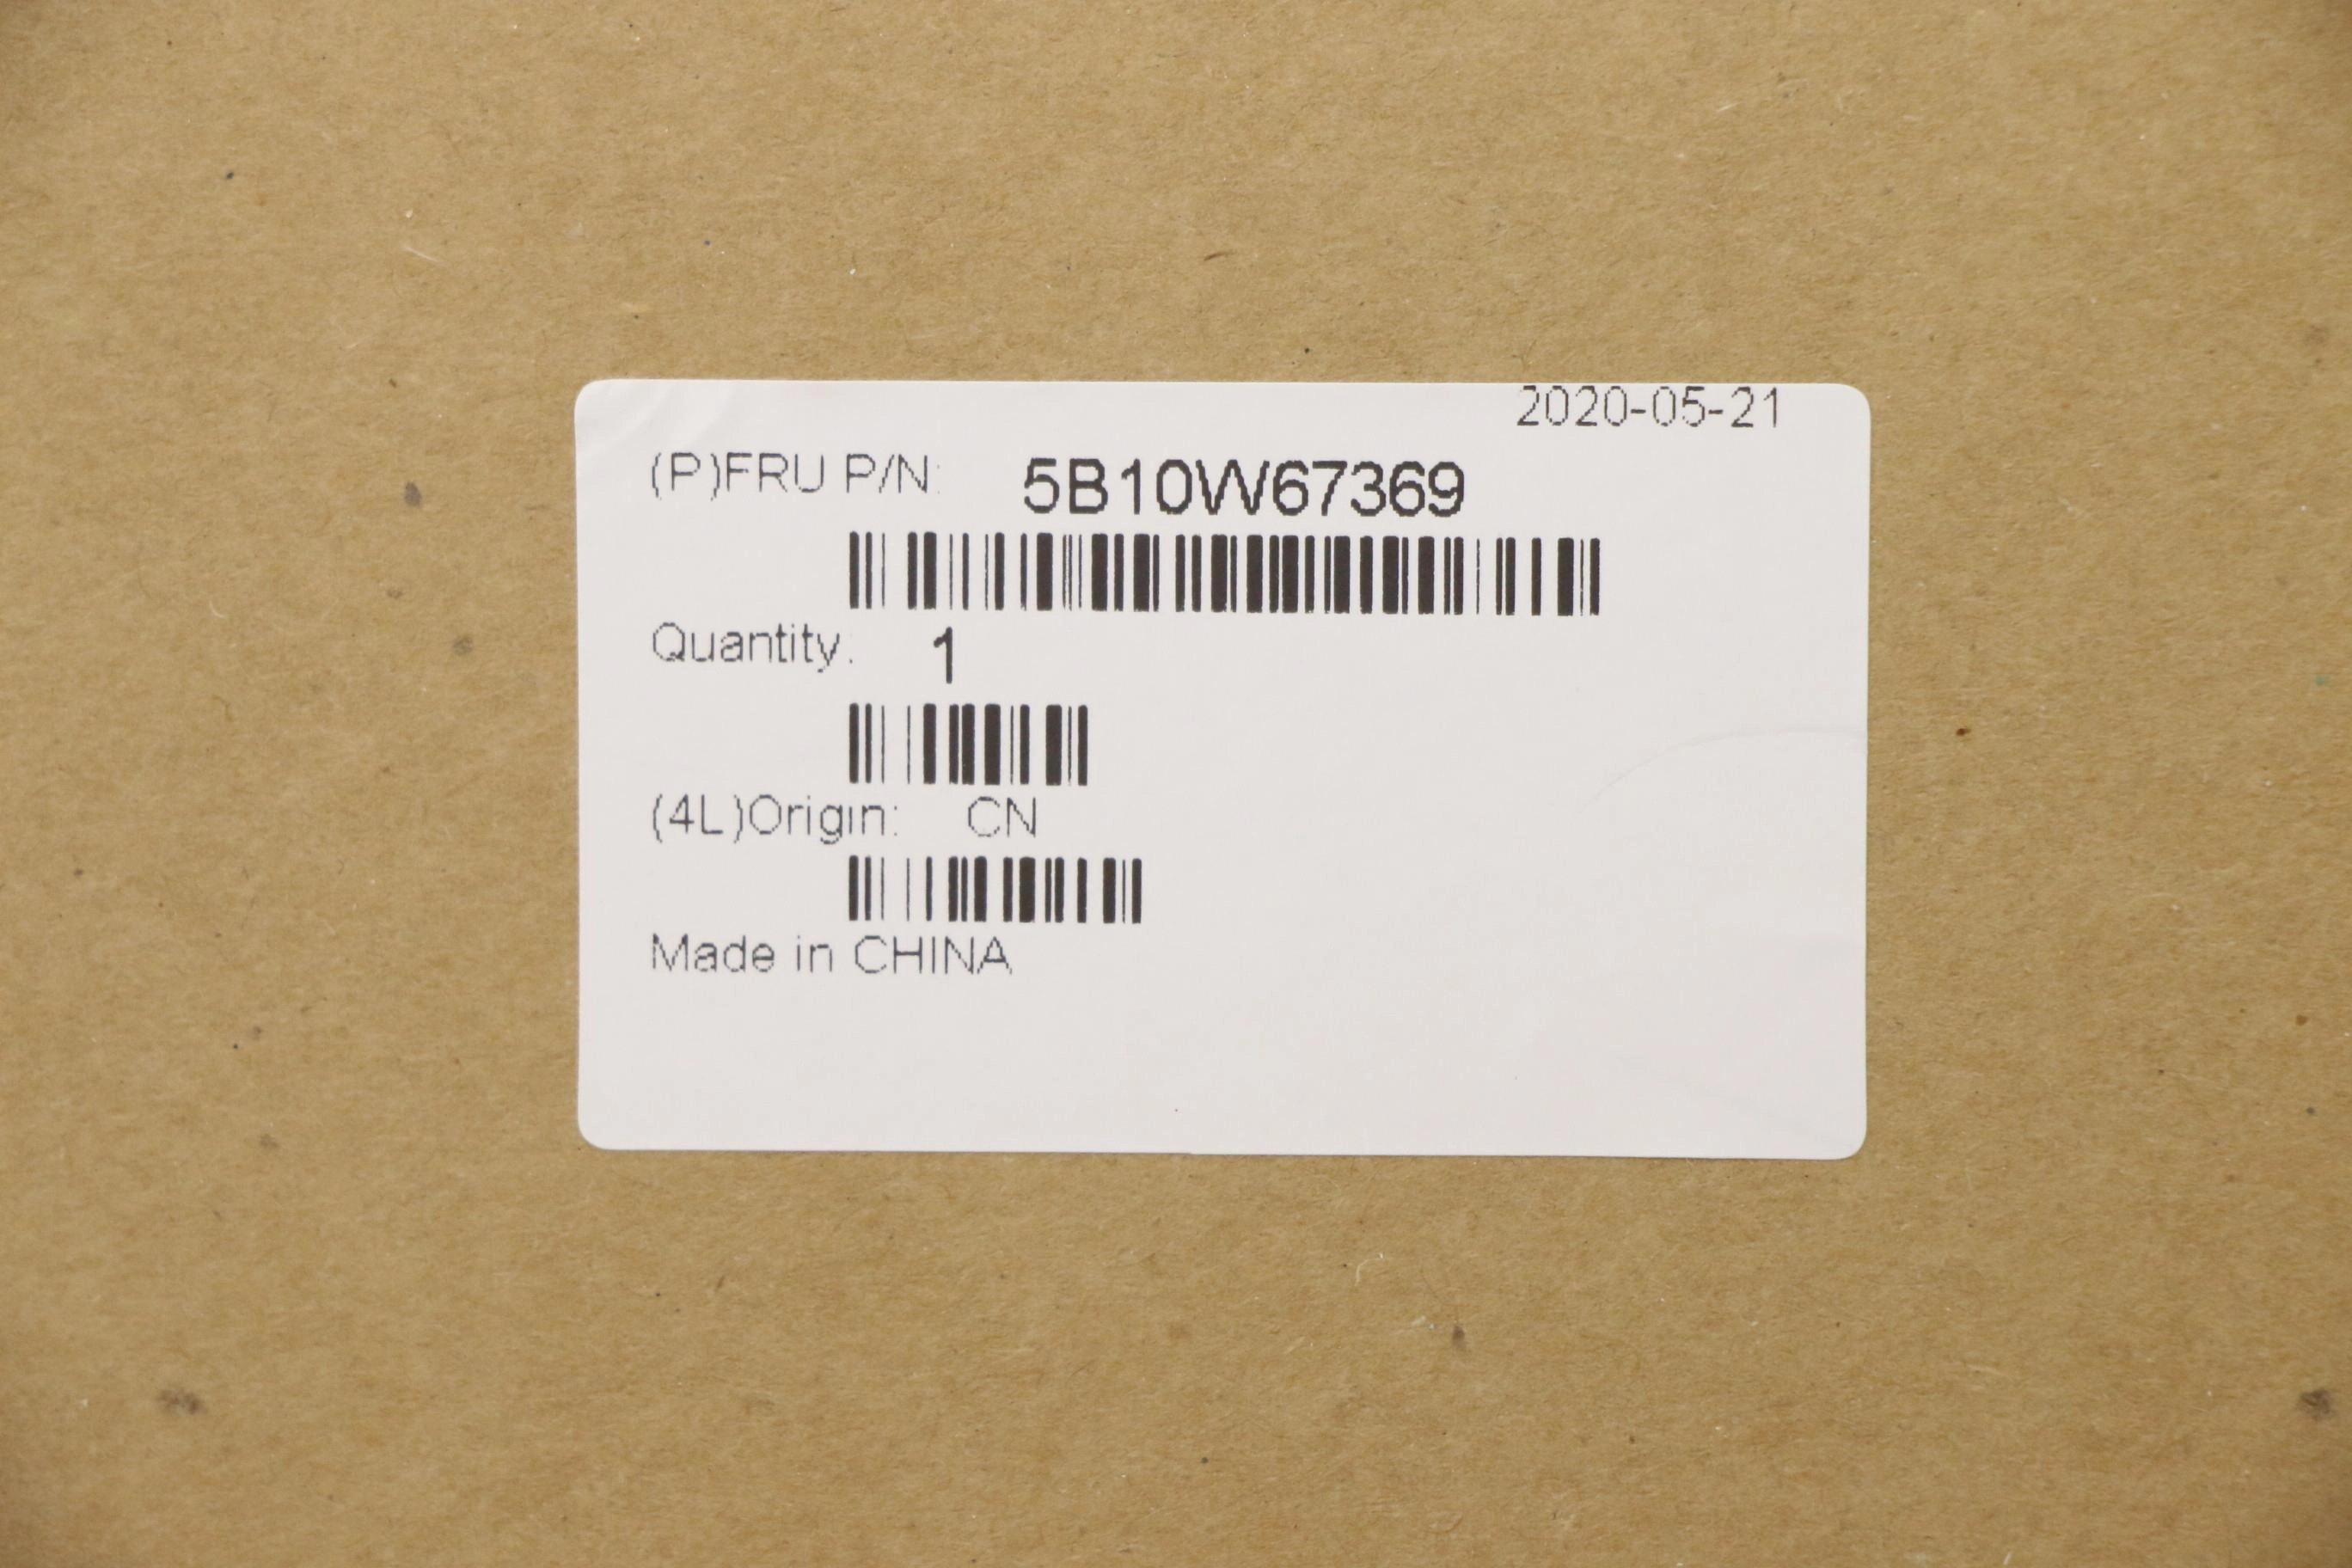 2020-05-21
(P)FRU P/N: 5B10W67369
Quantity: 1
(4L)Origin: CN
Made in CHINA